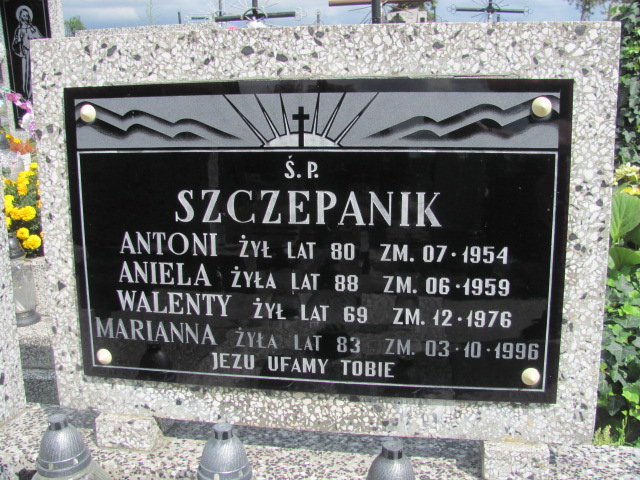 Ś. P.
SZCZEPANIK
ANTONI ŻYŁ LAT 80 ZM. 07·1954
ANIELA ŻYŁA LAT 88 ZM. 06·1959
WALENTY ŻYŁ LAT 69 ZM. 12·1976
MARIANNA ŻYŁA LAT 83 ZM. 03·10·1996
JEZU UFAMY TOBIE